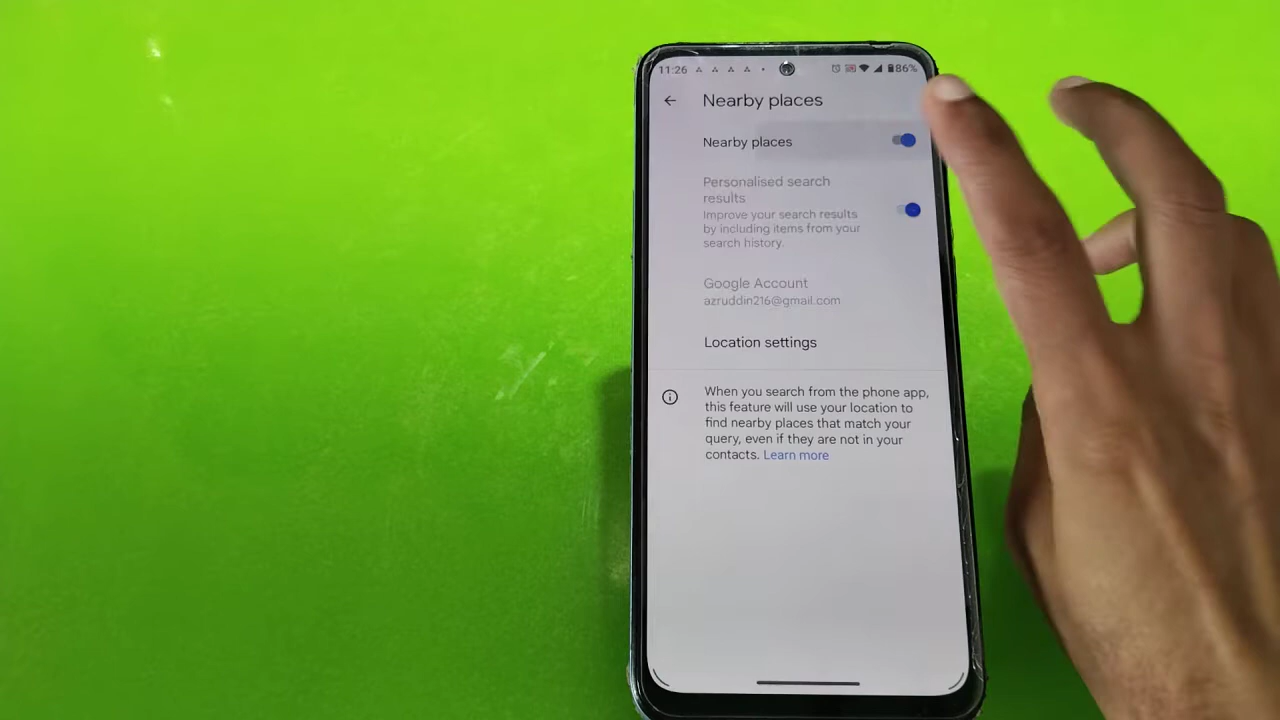 11:26 86%
Nearby places
Nearby places
Personalised search
results
Improve your search results
by including items from your
search history.
Google Account
azruddin216@gmail.com
Location settings
When you search from the phone app,
this feature will use your location to
find nearby places that match your
query, even if they are not in your
contacts. Learn more